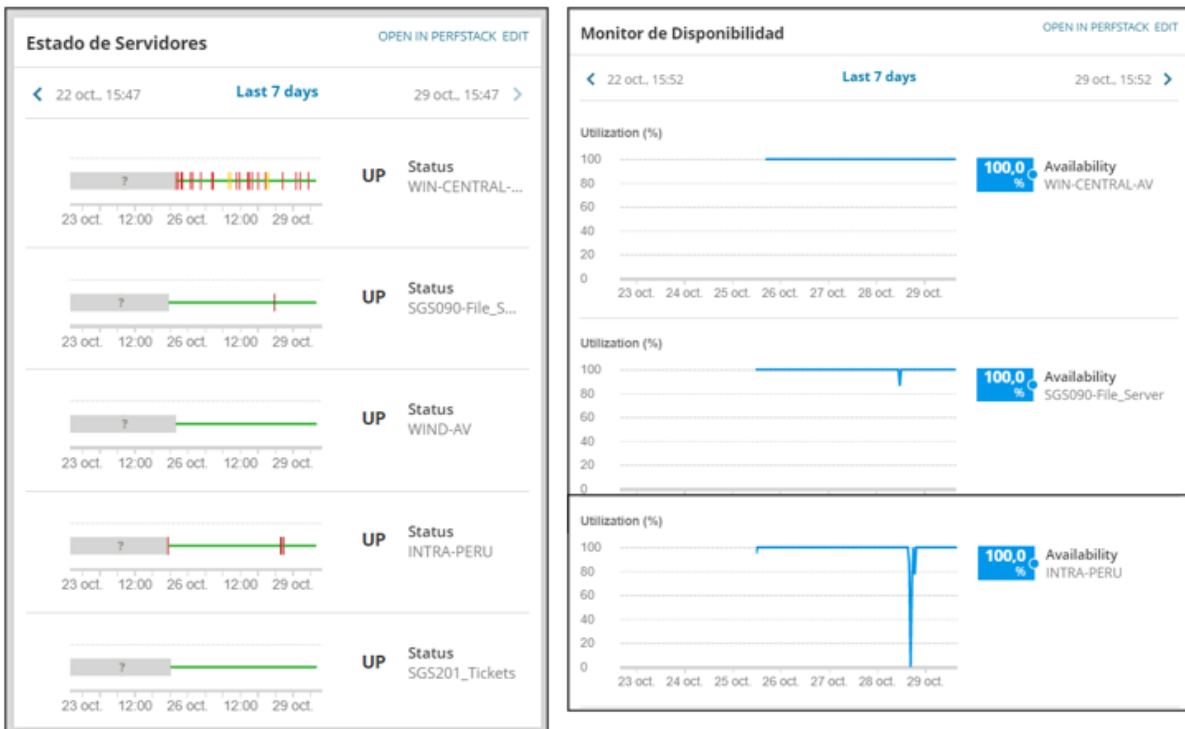 Estado de Servidores
OPEN IN PERFSTACK EDIT
22 oct., 15:47
Last 7 days
29 oct., 15:47
?
UP
Status
WIN-CENTRAL-...
23 oct. 12:00 26 oct. 12:00 29 oct.
?
UP
Status
SGS090-File_S...
23 oct. 12:00 26 oct. 12:00 29 oct.
?
UP
Status
WIND-AV
23 oct. 12:00 26 oct. 12:00 29 oct.
?
UP
Status
INTRA-PERU
23 oct. 12:00 26 oct. 12:00 29 oct.
?
UP
Status
SGS201_Tickets
23 oct. 12:00 26 oct. 12:00 29 oct.
Monitor de Disponibilidad
OPEN IN PERFSTACK EDIT
22 oct., 15:52
Last 7 days
29 oct., 15:52
Utilization (%)
100
80
60
40
20
0
23 oct. 24 oct. 25 oct. 26 oct. 27 oct. 28 oct. 29 oct.
100,0
%
Availability
WIN-CENTRAL-AV
Utilization (%)
100
80
60
40
20
0
100,0
%
Availability
SGS090-File_Server
Utilization (%)
100
80
60
40
20
0
23 oct. 24 oct. 25 oct. 26 oct. 27 oct. 28 oct. 29 oct.
100,0
%
Availability
INTRA-PERU